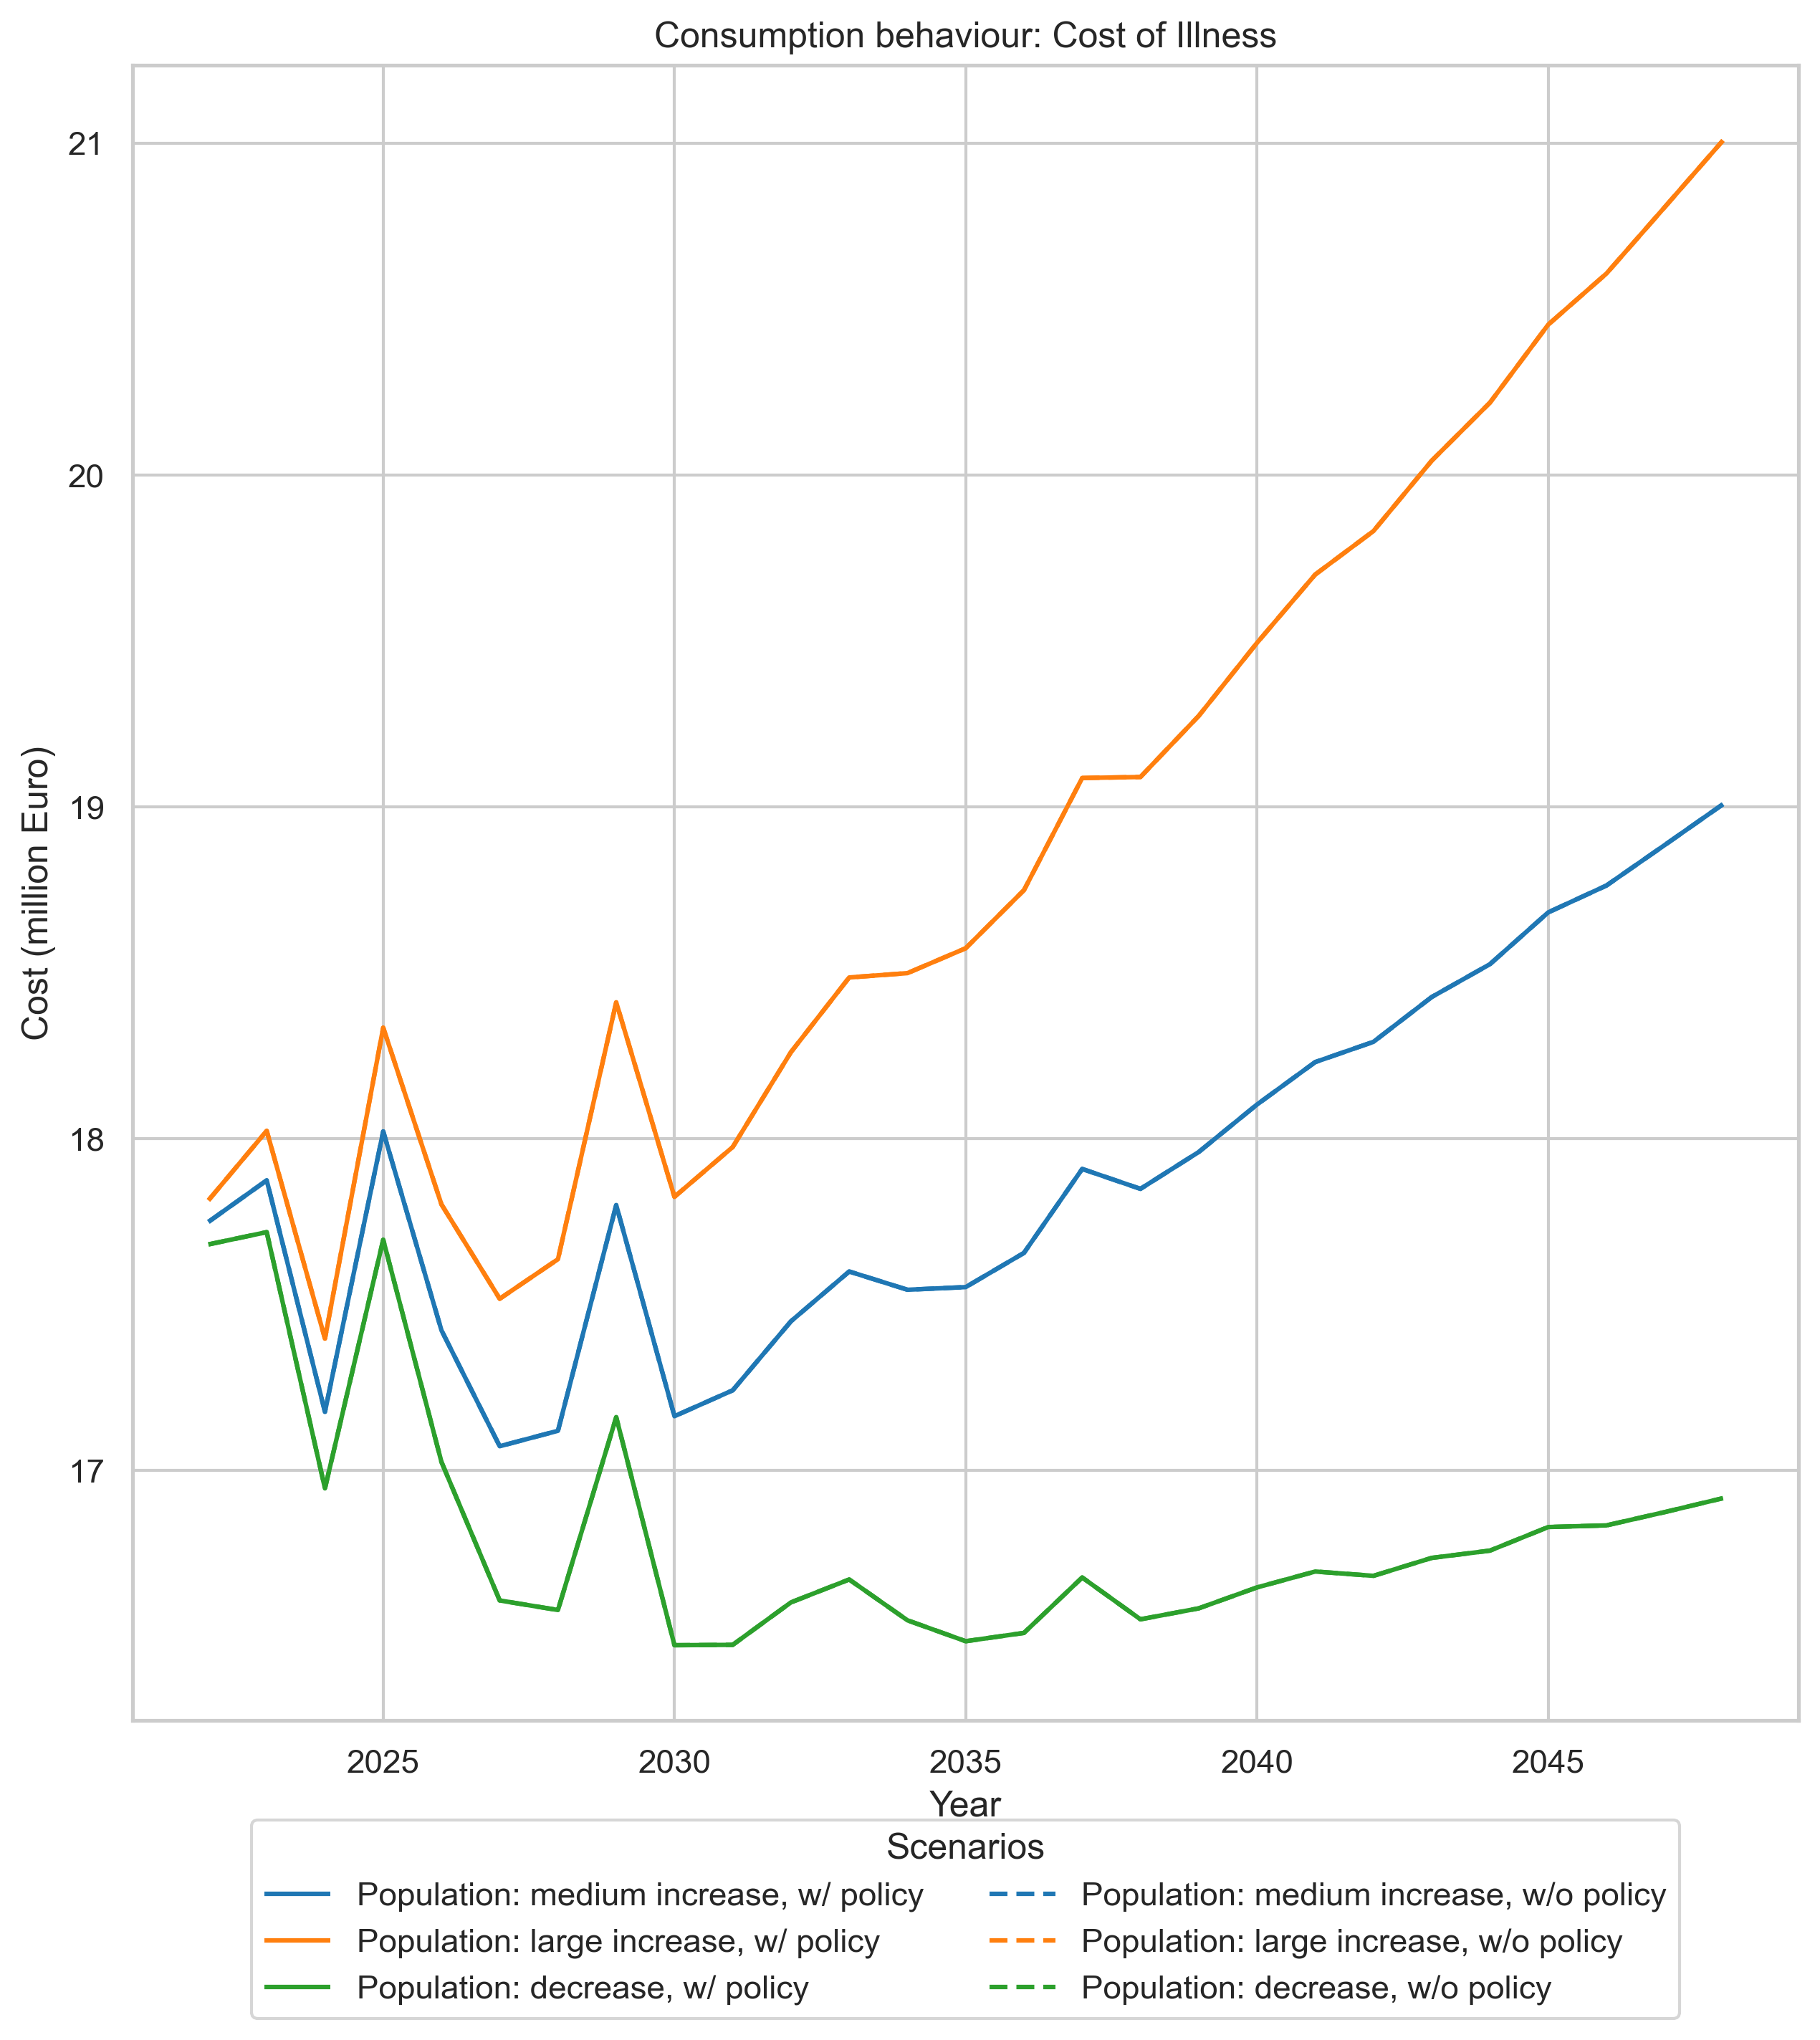 Consumption behaviour: Cost of Illness
Cost (million Euro)
21
20
19
18
17
2025 2030 2035 2040 2045
Year
Scenarios
Population: medium increase, w/ policy
Population: large increase, w/ policy
Population: decrease, w/ policy
Population: medium increase, w/o policy
Population: large increase, w/o policy
Population: decrease, w/o policy